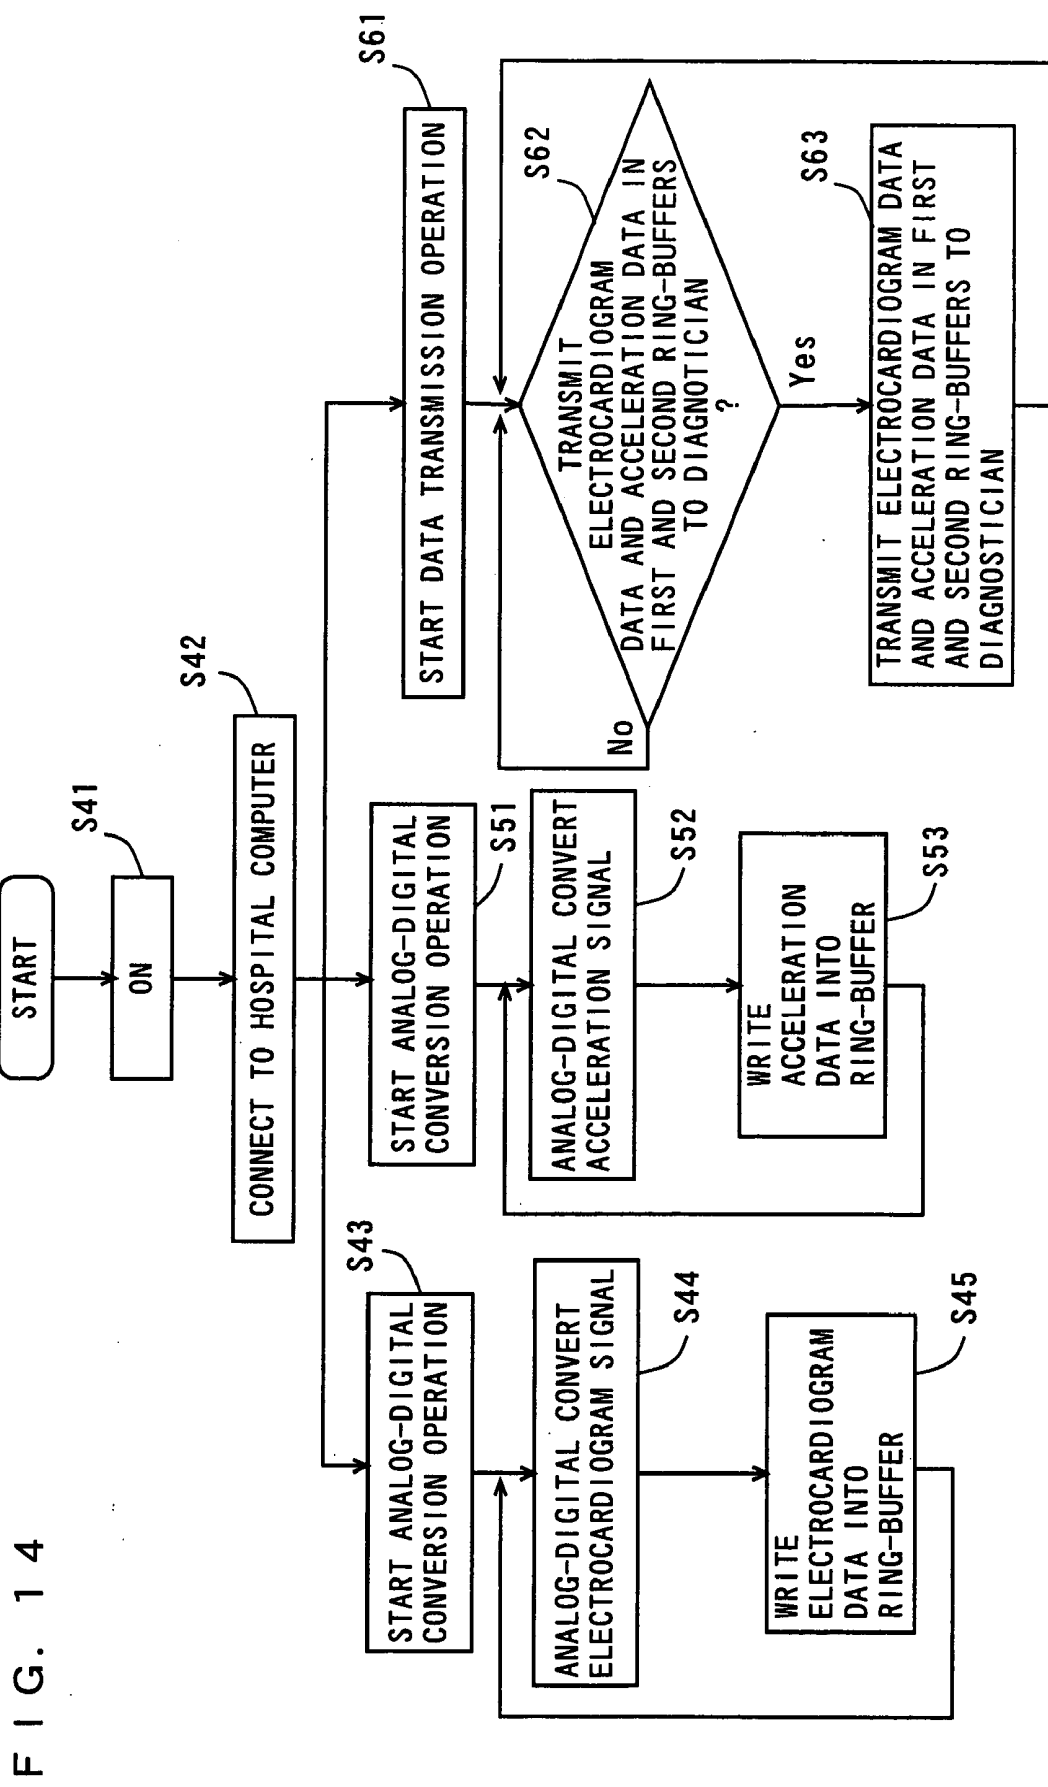 FIG. 14
START
S41
ON
S42
CONNECT TO HOSPITAL COMPUTER
S43
START ANALOG-DIGITAL
CONVERSION OPERATION
S44
ANALOG-DIGITAL CONVERT
ELECTROCARDIOGRAM SIGNAL
S45
WRITE
ELECTROCARDIOGRAM
DATA INTO
RING-BUFFER
START ANALOG-DIGITAL
CONVERSION OPERATION
S51
ANALOG-DIGITAL CONVERT
ACCELERATION SIGNAL
S52
WRITE
ACCELERATION
DATA INTO
RING-BUFFER
S53
S61
START DATA TRANSMISSION OPERATION
S62
TRANSMIT
ELECTROCARDIOGRAM
DATA AND ACCELERATION DATA IN
FIRST AND SECOND RING-BUFFERS
TO DIAGNOTICIAN
?
No
Yes
S63
TRANSMIT ELECTROCARDIOGRAM DATA
AND ACCELERATION DATA IN FIRST
AND SECOND RING-BUFFERS TO
DIAGNOSTICIAN